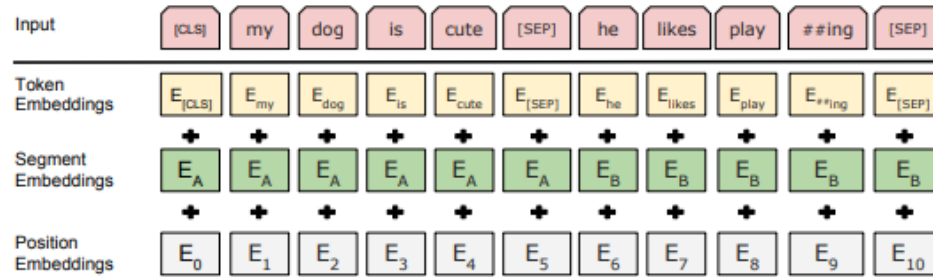 Input [CLS] my dog is cute [SEP] he likes play ##ing [SEP]
Token Embeddings E[CLS] Emy Edog Eis Ecute E[SEP] Ehe Elikes Eplay E##ing E[SEP]
+ + + + + + + + + + +
Segment Embeddings EA EA EA EA EA EA EB EB EB EB EB
+ + + + + + + + + + +
Position Embeddings E0 E1 E2 E3 E4 E5 E6 E7 E8 E9 E10